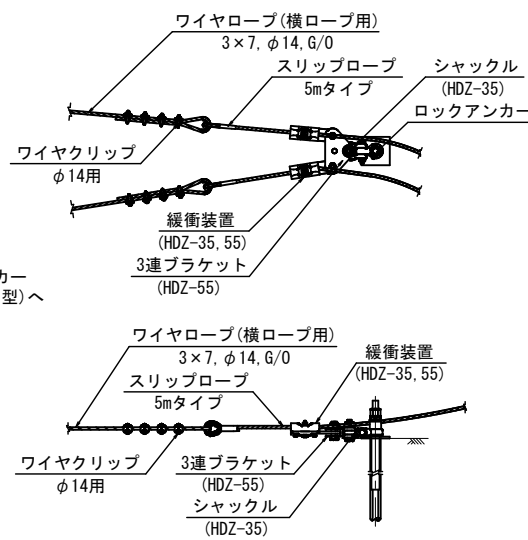 ワイヤロープ(横ロープ用)
3×7, φ14, G/0
スリップロープ
5mタイプ
シャックル
(HDZ-35)
ロックアンカー
ワイヤクリップ
φ14用
緩衝装置
(HDZ-35, 55)
3連ブラケット
(HDZ-55)
カー
型)へ
ワイヤロープ(横ロープ用)
3×7, φ14, G/0
スリップロープ
5mタイプ
緩衝装置
(HDZ-35, 55)
ワイヤクリップ
φ14用
3連ブラケット
(HDZ-55)
シャックル
(HDZ-35)